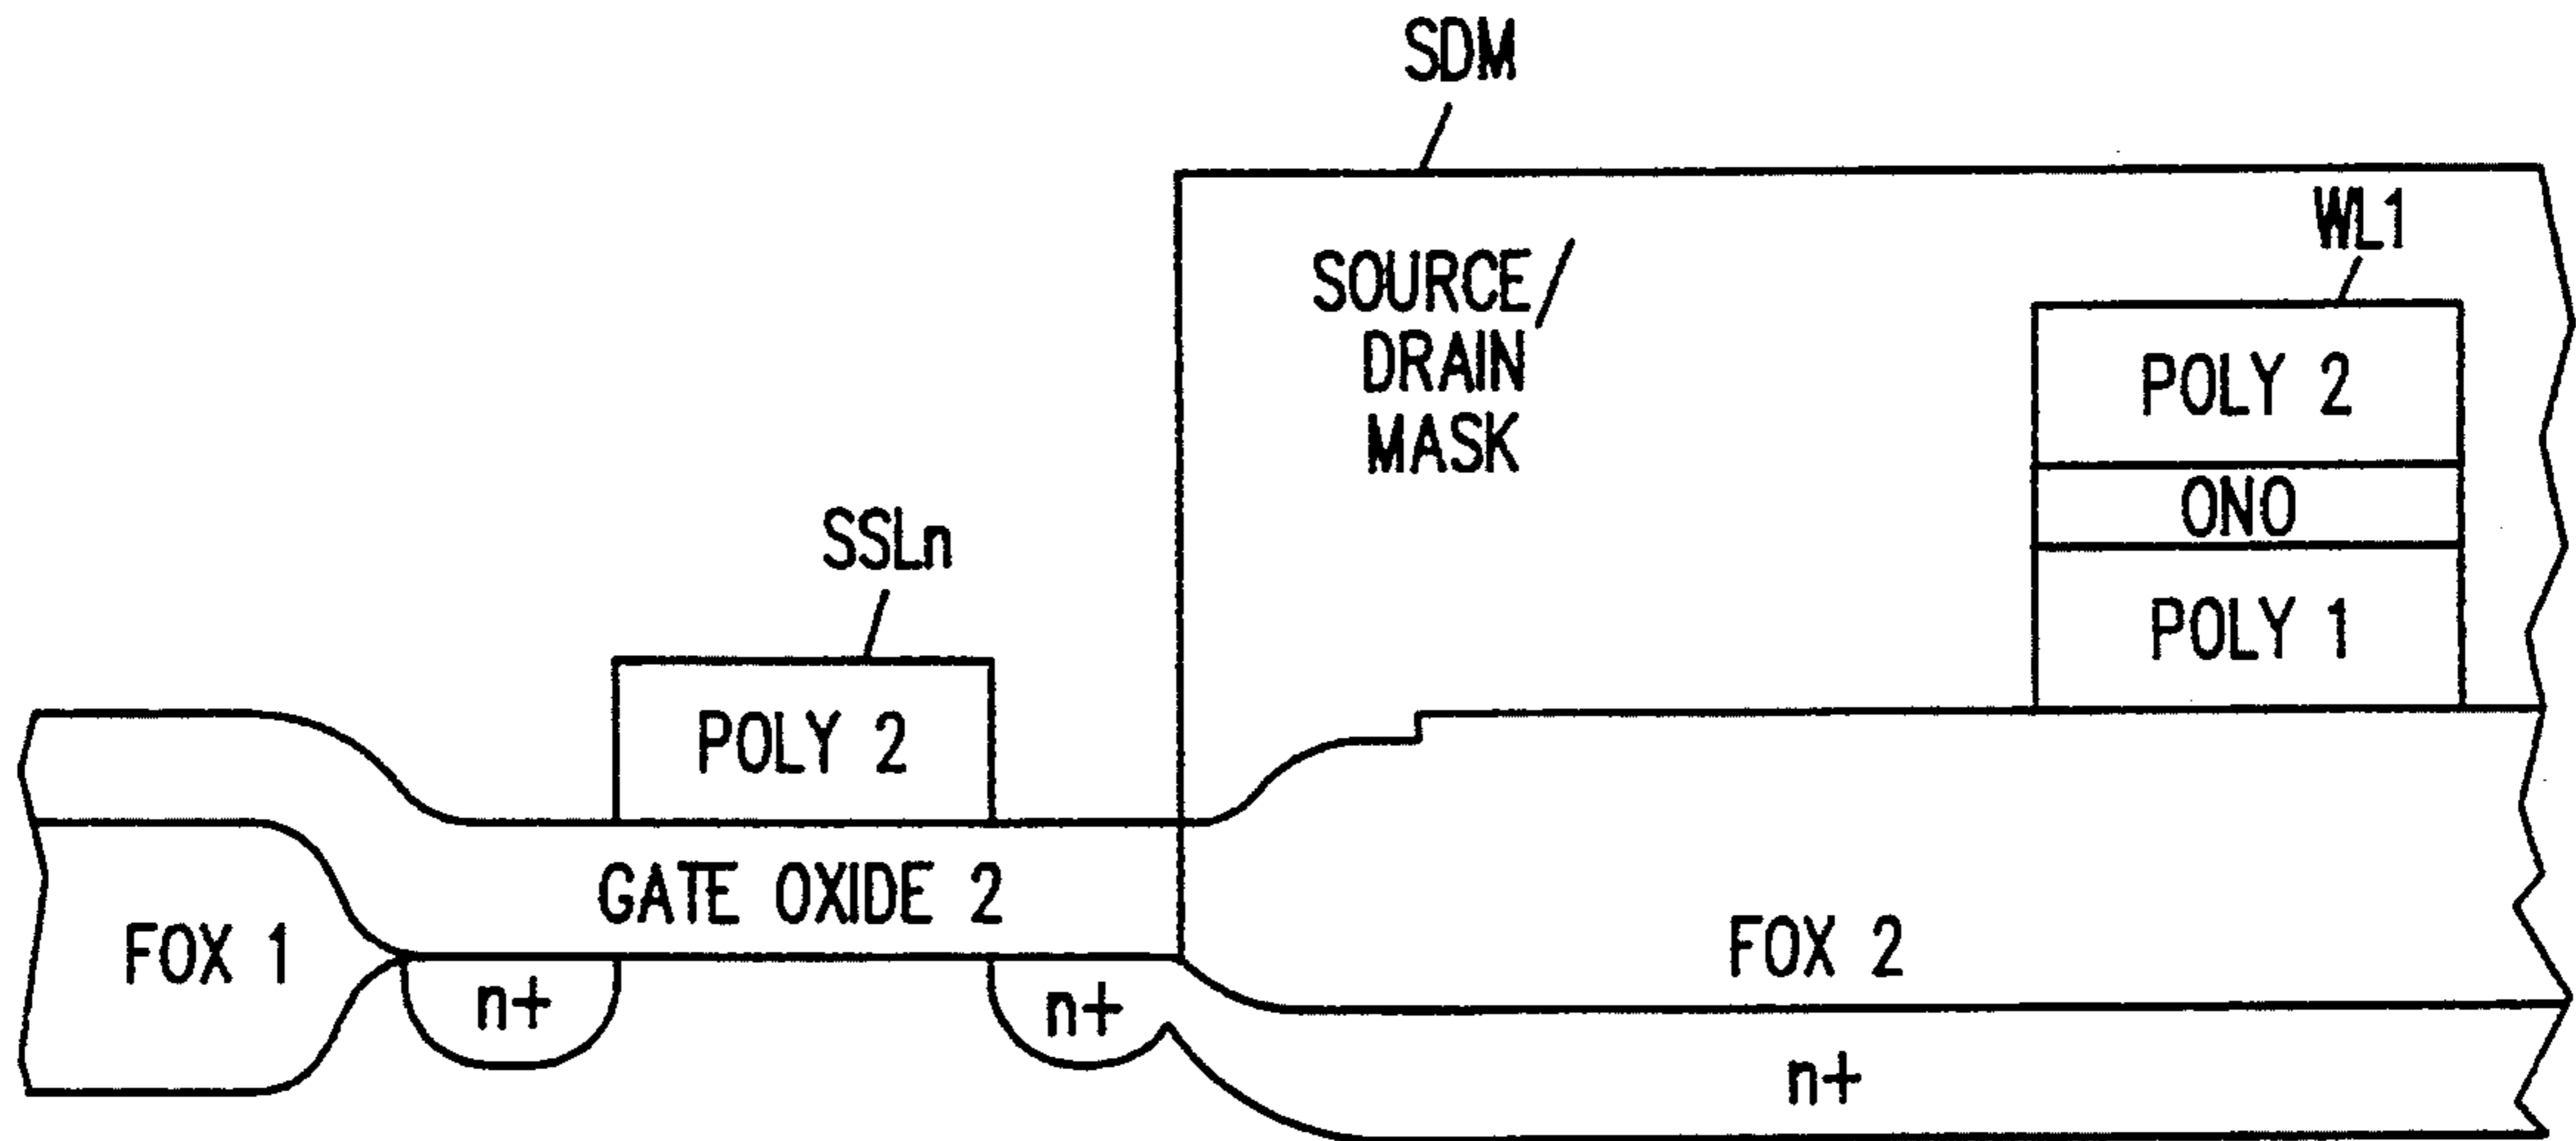 SDM
WL1
SOURCE/
DRAIN
MASK
POLY 2
ONO
SSLn
POLY 1
POLY 2
GATE OXIDE 2
FOX 1
FOX 2
n+
n+
n+